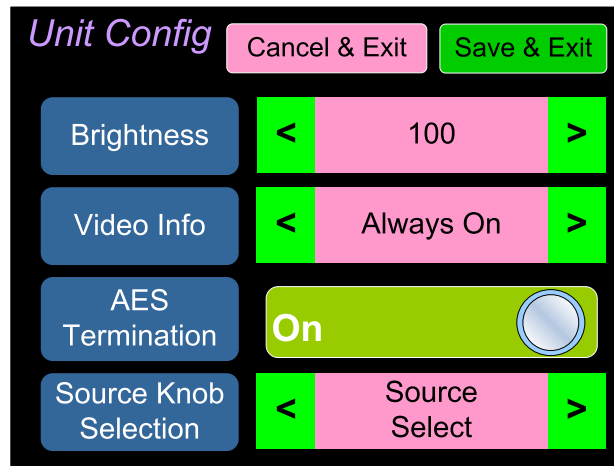 Unit Config
Cancel & Exit
Save & Exit
Brightness
< 100 >
Video Info
< Always On >
AES
Termination
On
Source Knob
Selection
< Source
Select >